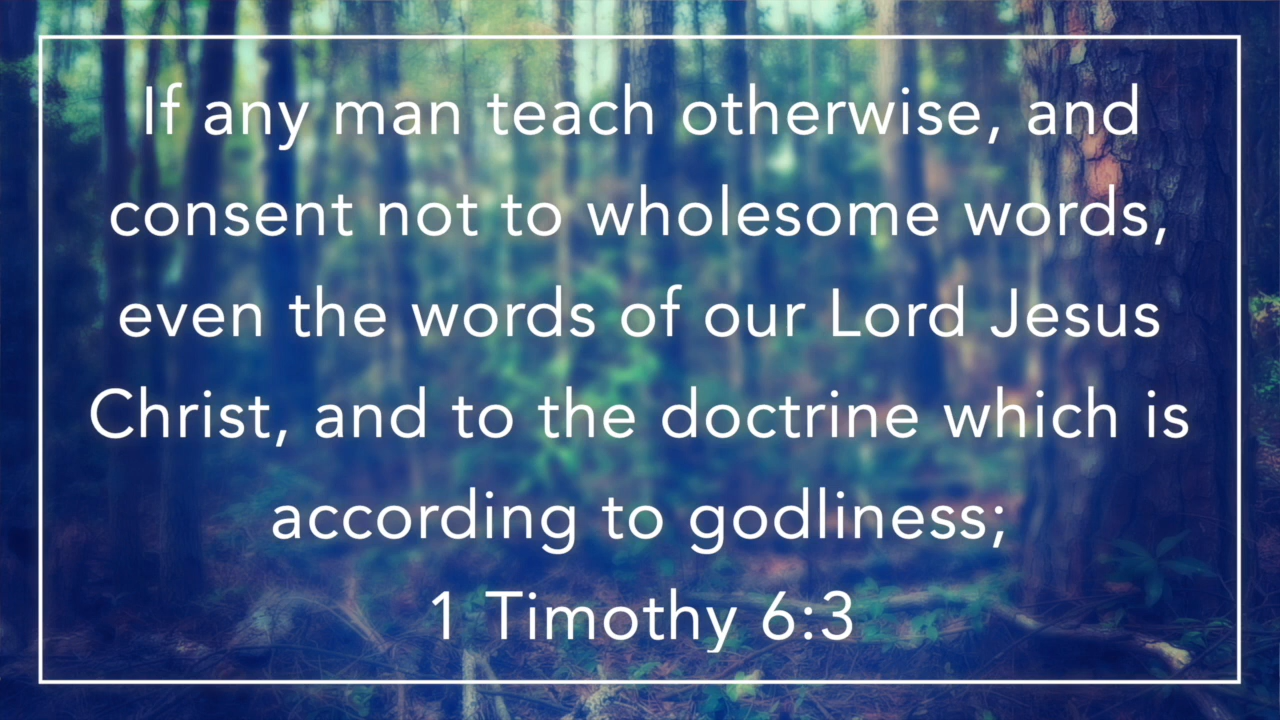 If any man teach otherwise, and
consent not to wholesome words,
even the words of our Lord Jesus
Christ, and to the doctrine which is
according to godliness;
1 Timothy 6:3